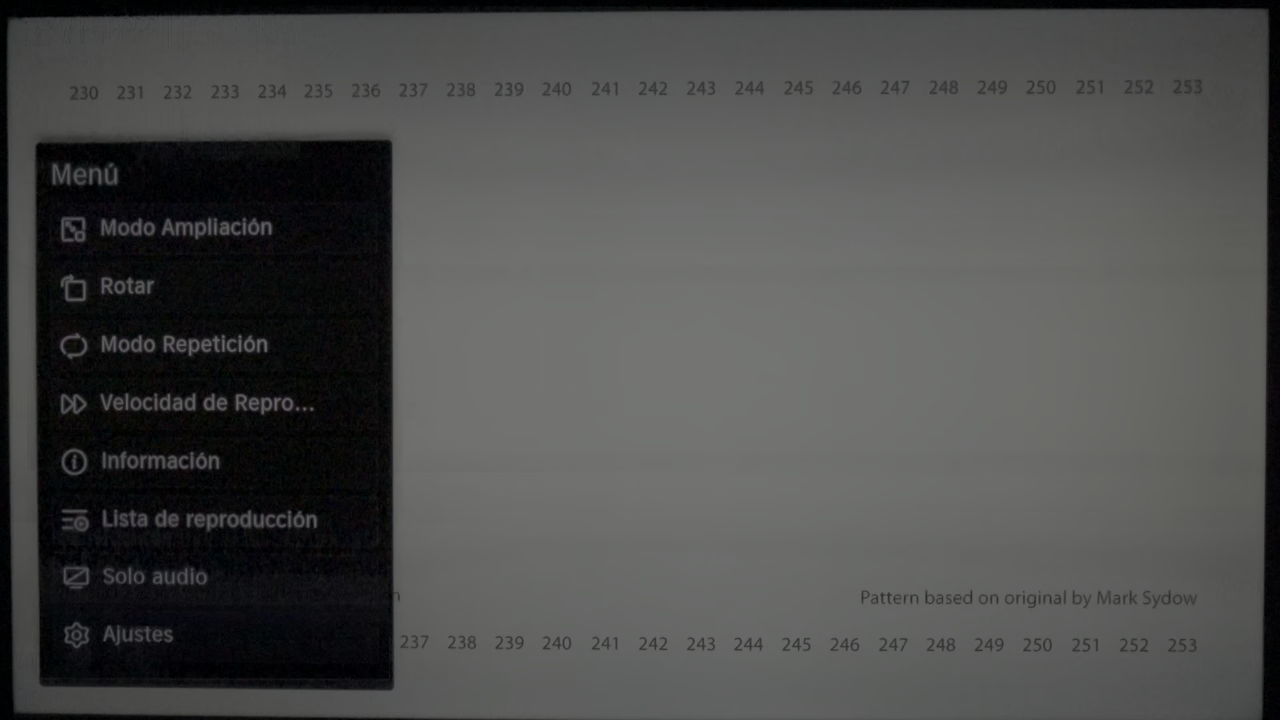 230 231 232 233 234 235 236 237 238 239 240 241 242 243 244 245 246 247 248 249 250 251 252 253
Menú
Modo Ampliación
Rotar
Modo Repetición
Velocidad de Repro...
Información
Lista de reproducción
Solo audio
Ajustes
Pattern based on original by Mark Sydow
237 238 239 240 241 242 243 244 245 246 247 248 249 250 251 252 253